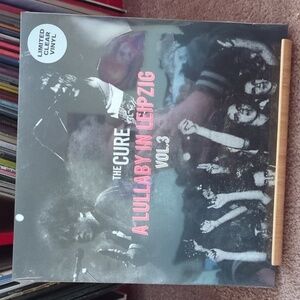 LIMITED
CLEAR
VINYL
THE CURE
A LULLABY IN LEIPZIG
VOL.3